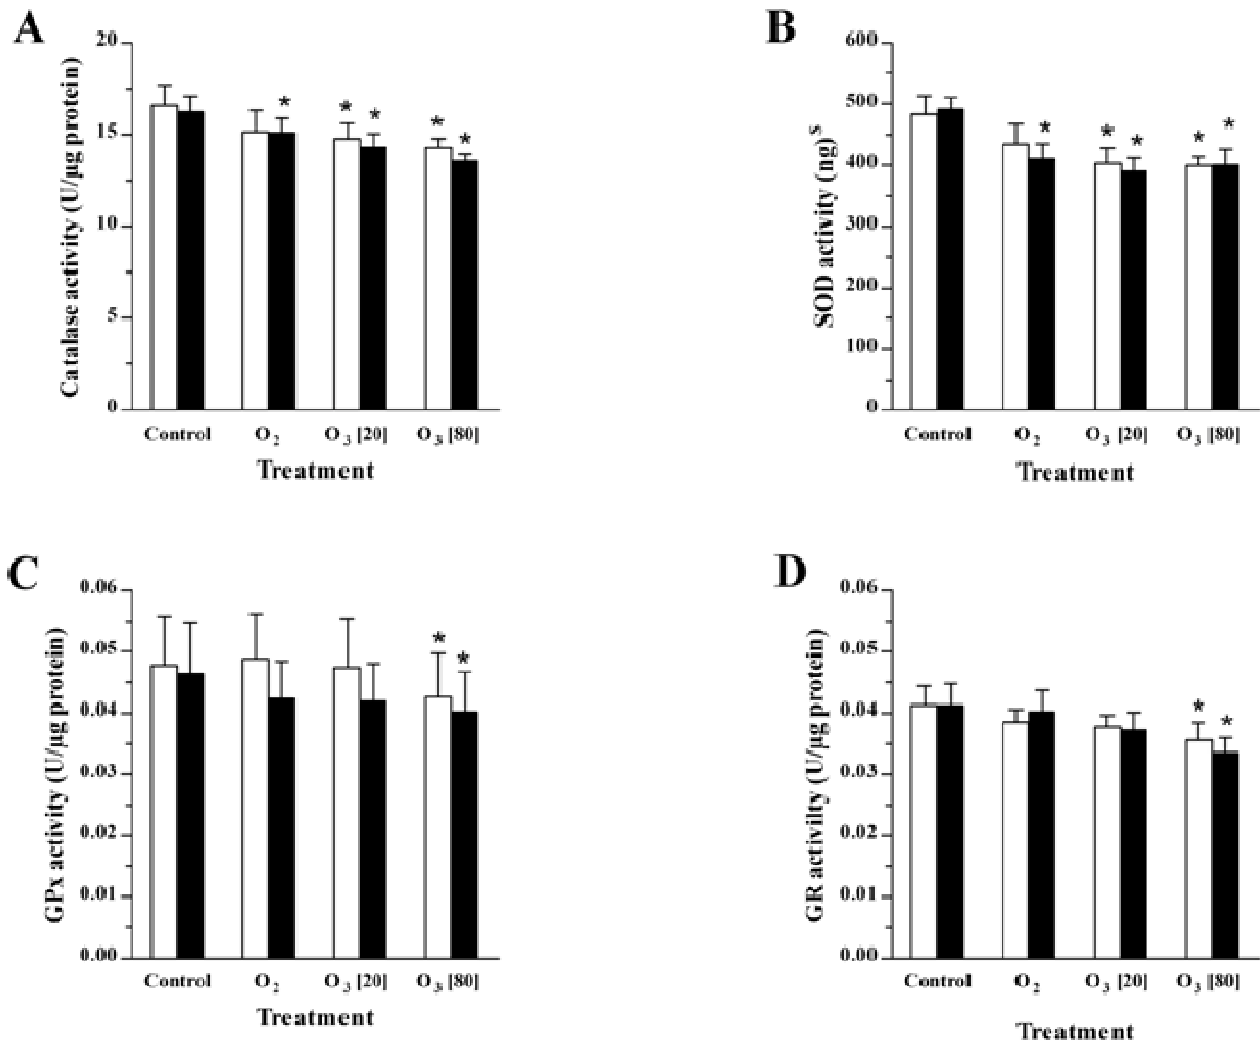 A
20
15
10
5
0
Catalase activity (U/µg protein)
*
* *
* *
Control O2 O3 [20] O3 [80]
Treatment
B
600
500
400
300
200
100
0
SOD activity (ng)S
*
* *
* *
Control O2 O3 [20] O3 [80]
Treatment
C
0.06
0.05
0.04
0.03
0.02
0.01
0.00
GPx activity (U/µg protein)
* *
Control O2 O3 [20] O3 [80]
Treatment
D
0.06
0.05
0.04
0.03
0.02
0.01
0.00
GR activilty (U/µg protein)
* *
Control O2 O3 [20] O3 [80]
Treatment